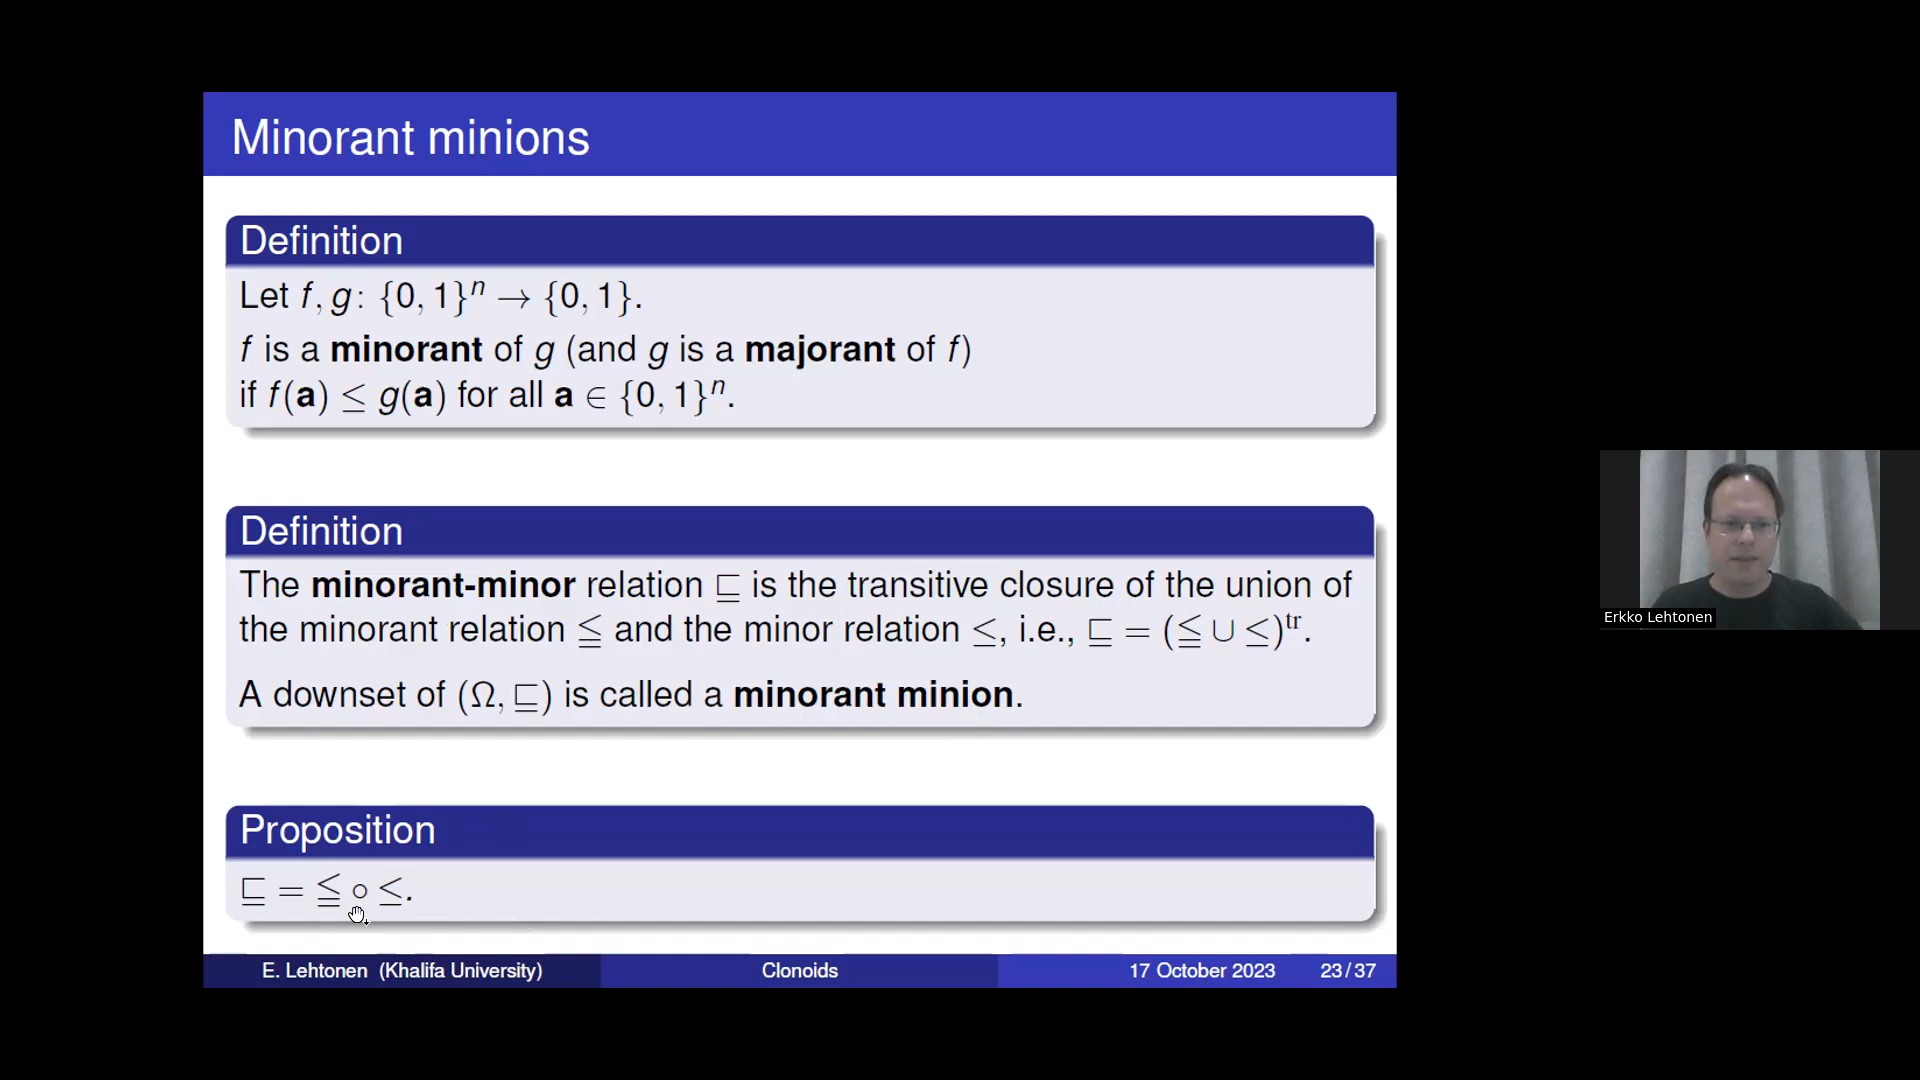 Minorant minions
Definition
Let f, g: {0, 1}ⁿ → {0, 1}.
f is a minorant of g (and g is a majorant of f)
if f(a) ≤ g(a) for all a ∈ {0, 1}ⁿ.
Definition
The minorant-minor relation ⊑ is the transitive closure of the union of
the minorant relation ≦ and the minor relation ≤, i.e., ⊑ = (≦ ∪ ≤)ᵗʳ.
A downset of (Ω, ⊑) is called a minorant minion.
Proposition
⊑ = ≦ ∘ ≤.
E. Lehtonen (Khalifa University) Clonoids 17 October 2023 23/37
Erkko Lehtonen